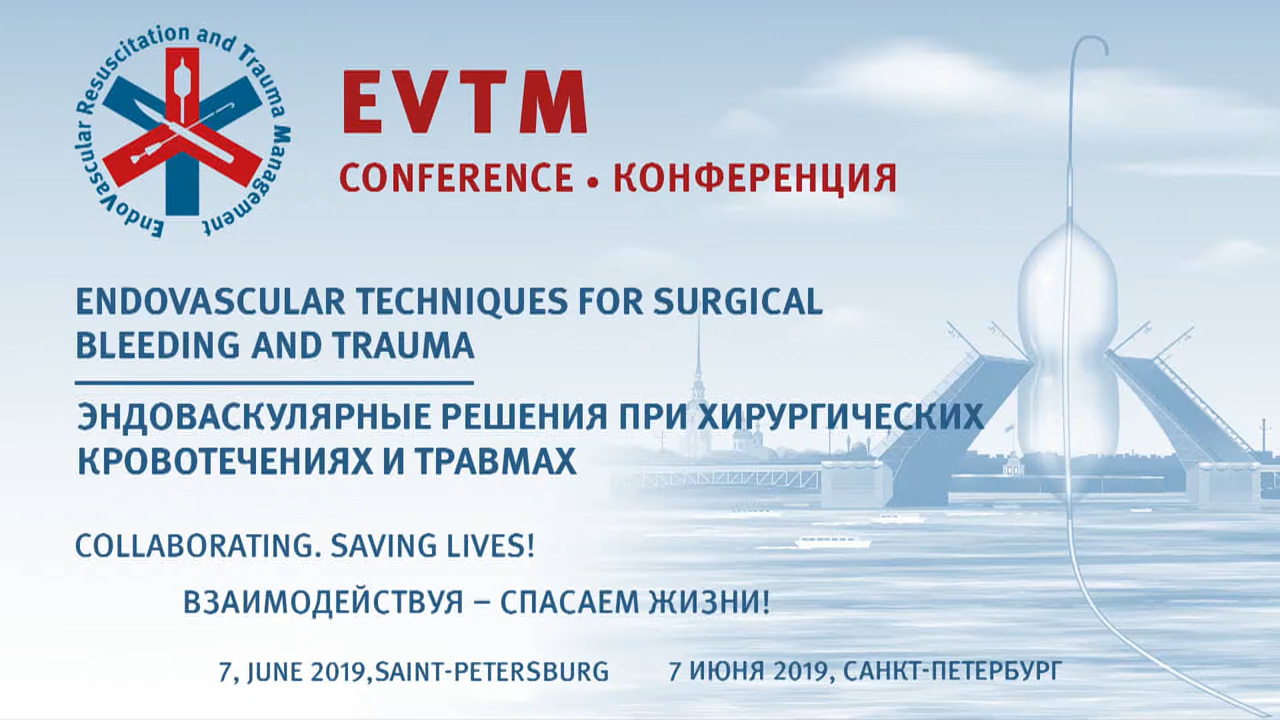 EndoVascular Resuscitation and Trauma Management
EVTM
CONFERENCE • КОНФЕРЕНЦИЯ
ENDOVASCULAR TECHNIQUES FOR SURGICAL
BLEEDING AND TRAUMA
ЭНДОВАСКУЛЯРНЫЕ РЕШЕНИЯ ПРИ ХИРУРГИЧЕСКИХ
КРОВОТЕЧЕНИЯХ И ТРАВМАХ
COLLABORATING. SAVING LIVES!
ВЗАИМОДЕЙСТВУЯ – СПАСАЕМ ЖИЗНИ!
7, JUNE 2019,SAINT-PETERSBURG 7 ИЮНЯ 2019, САНКТ-ПЕТЕРБУРГ